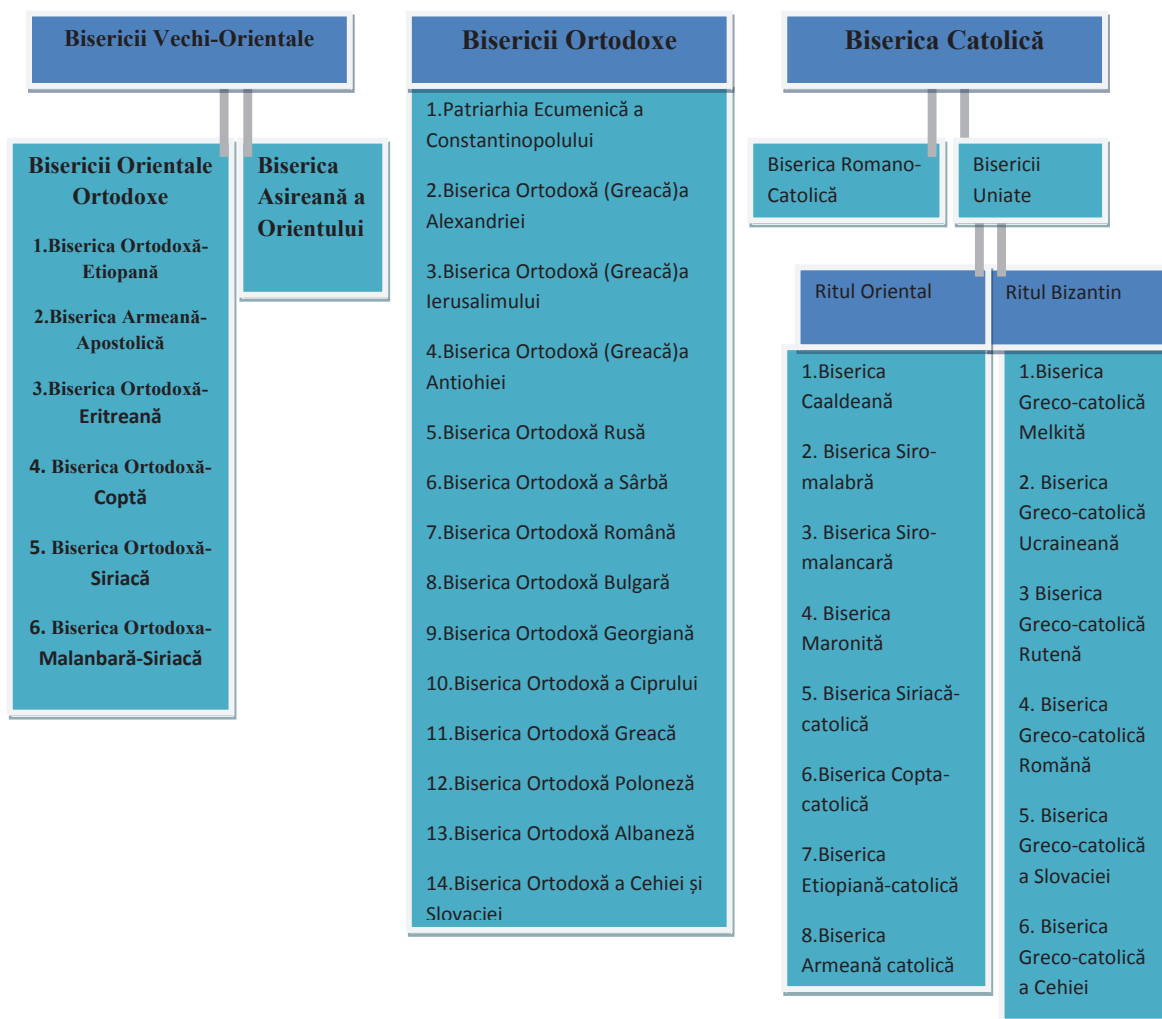 Bisericii Vechi-Orientale
Bisericii Orientale
Ortodoxe
1.Biserica Ortodoxă-
Etiopană
2.Biserica Armeană-
Apostolică
3.Biserica Ortodoxă-
Eritreană
4. Biserica Ortodoxă-
Coptă
5. Biserica Ortodoxă-
Siriacă
6. Biserica Ortodoxa-
Malanbară-Siriacă
Biserica
Asireană a
Orientului
Bisericii Ortodoxe
1.Patriarhia Ecumenică a
Constantinopolului
2.Biserica Ortodoxă (Greacă)a
Alexandriei
3.Biserica Ortodoxă (Greacă)a
Ierusalimului
4.Biserica Ortodoxă (Greacă)a
Antiohiei
5.Biserica Ortodoxă Rusă
6.Biserica Ortodoxă a Sârbă
7.Biserica Ortodoxă Română
8.Biserica Ortodoxă Bulgară
9.Biserica Ortodoxă Georgiană
10.Biserica Ortodoxă a Ciprului
11.Biserica Ortodoxă Greacă
12.Biserica Ortodoxă Poloneză
13.Biserica Ortodoxă Albaneză
14.Biserica Ortodoxă a Cehiei și
Slovaciei
Biserica Catolică
Biserica Romano-
Catolică
Bisericii
Uniate
Ritul Oriental
1.Biserica
Caaldeană
2. Biserica Siro-
malabră
3. Biserica Siro-
malancară
4. Biserica
Maronită
5. Biserica Siriacă-
catolică
6.Biserica Copta-
catolică
7.Biserica
Etiopiană-catolică
8.Biserica
Armeană catolică
Ritul Bizantin
1.Biserica
Greco-catolică
Melkită
2. Biserica
Greco-catolică
Ucraineană
3 Biserica
Greco-catolică
Rutenă
4. Biserica
Greco-catolică
Romănă
5. Biserica
Greco-catolică
a Slovaciei
6. Biserica
Greco-catolică
a Cehiei